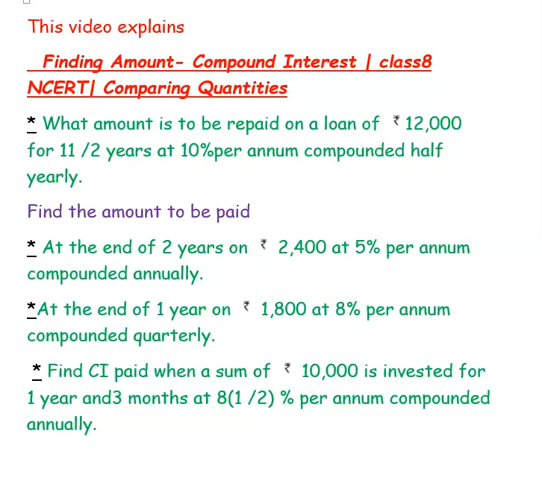 This video explains
Finding Amount- Compound Interest | class8
NCERT| Comparing Quantities
* What amount is to be repaid on a loan of ₹ 12,000
for 11 /2 years at 10%per annum compounded half
yearly.
Find the amount to be paid
* At the end of 2 years on ₹ 2,400 at 5% per annum
compounded annually.
*At the end of 1 year on ₹ 1,800 at 8% per annum
compounded quarterly.
* Find CI paid when a sum of ₹ 10,000 is invested for
1 year and3 months at 8(1 /2) % per annum compounded
annually.